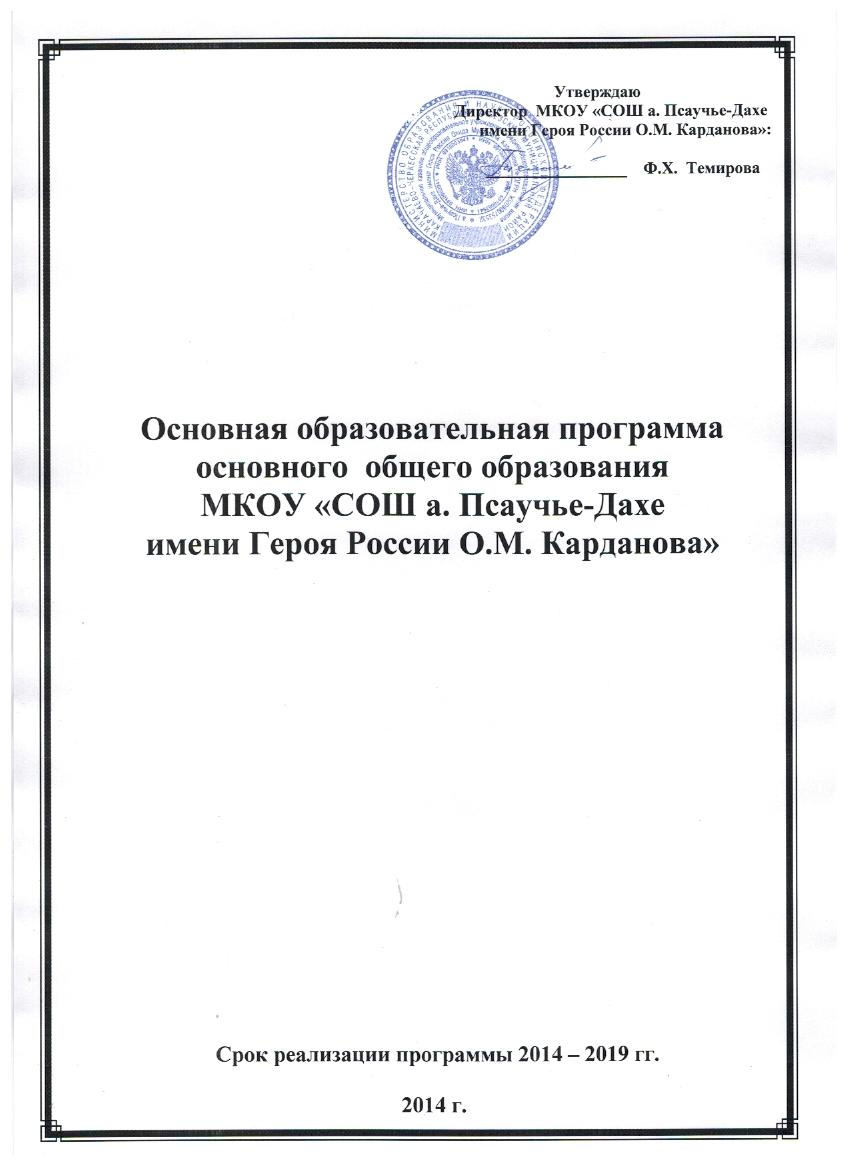 Утверждаю
Директор МКОУ «СОШ а. Псаучье-Дахе
имени Героя России О.М. Карданова»:
Ф.Х. Темирова
Основная образовательная программа
основного общего образования
МКОУ «СОШ а. Псаучье-Дахе
имени Героя России О.М. Карданова»
Срок реализации программы 2014 – 2019 гг.
2014 г.